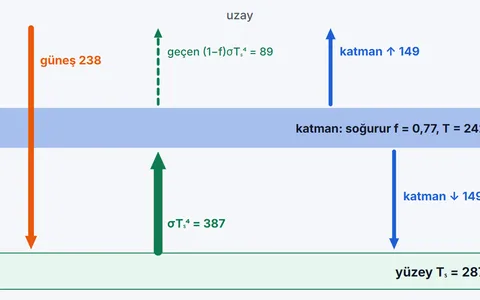 uzay
güneş 238
geçen (1−f)σTₛ⁴ = 89
katman ↑ 149
katman: soğurur f = 0,77, T = 24
σTₛ⁴ = 387
katman ↓ 149
yüzey Tₛ = 287